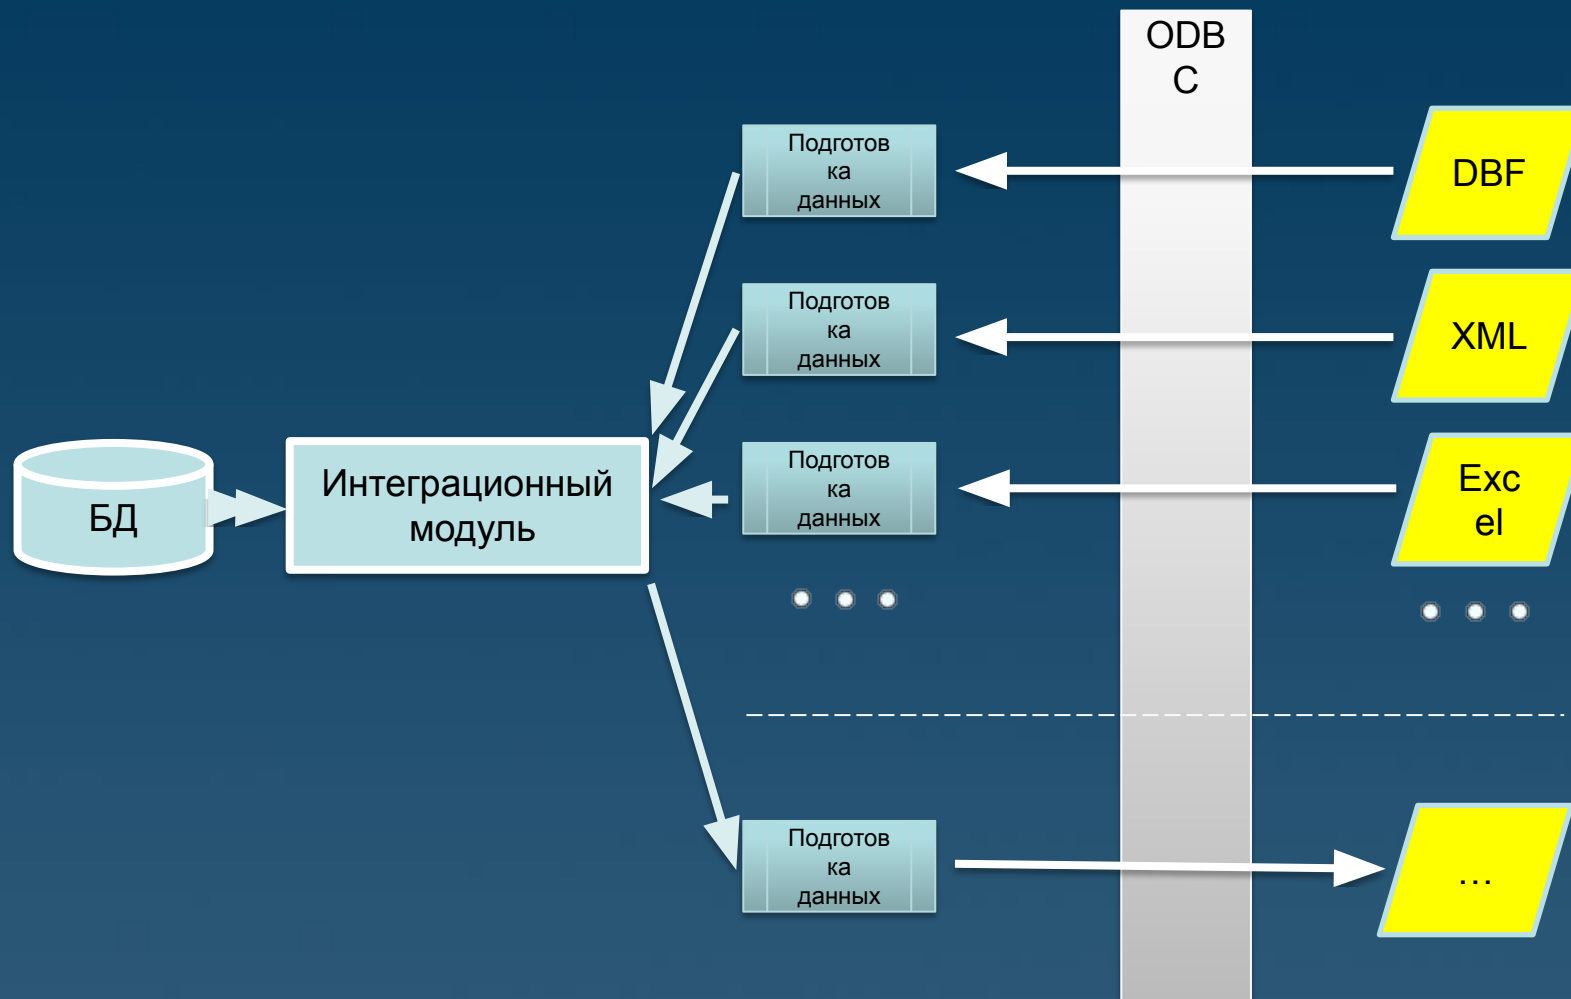 ODB
C
Подготов
ка
данных
DBF
Подготов
ка
данных
XML
БД
Интеграционный
модуль
Подготов
ка
данных
Exc
el
Подготов
ка
данных
...